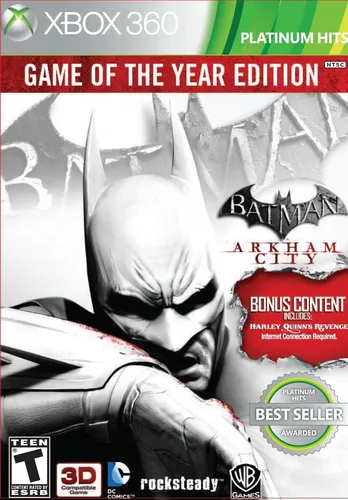 XBOX 360
PLATINUM HITS
NTSC
GAME OF THE YEAR EDITION
BATMAN
BATMAN
ARKHAM
CITY
BONUS CONTENT
INCLUDES:
HARLEY QUINN'S REVENGE
Internet Connection Required.
PLATINUM
HITS
BEST SELLER
AWARDED
TEEN
T
CONTENT RATED BY
ESRB
3D
Compatible
Game
DC
COMICS™
rocksteady
WB
GAMES